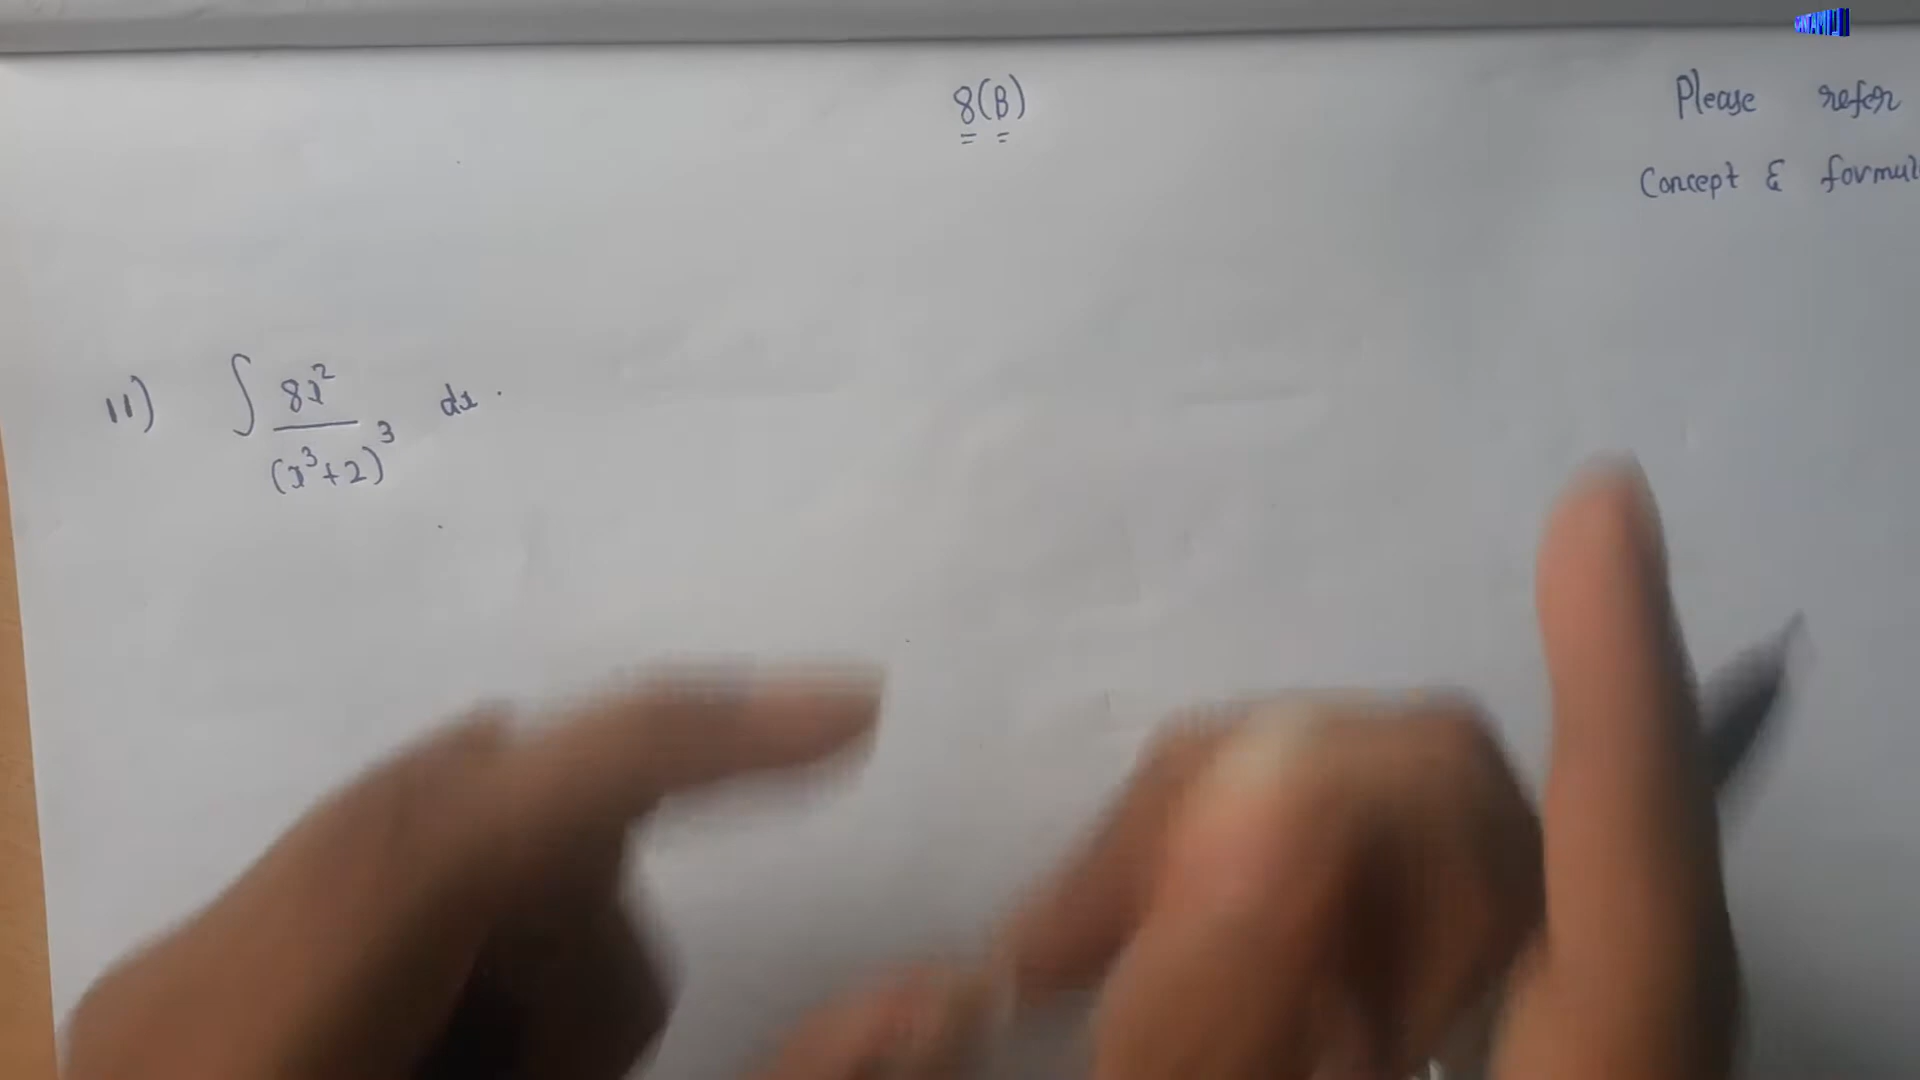 8(B)
Please refer
Concept & formul
11) ∫ 8x² / (x³+2)³ dx.